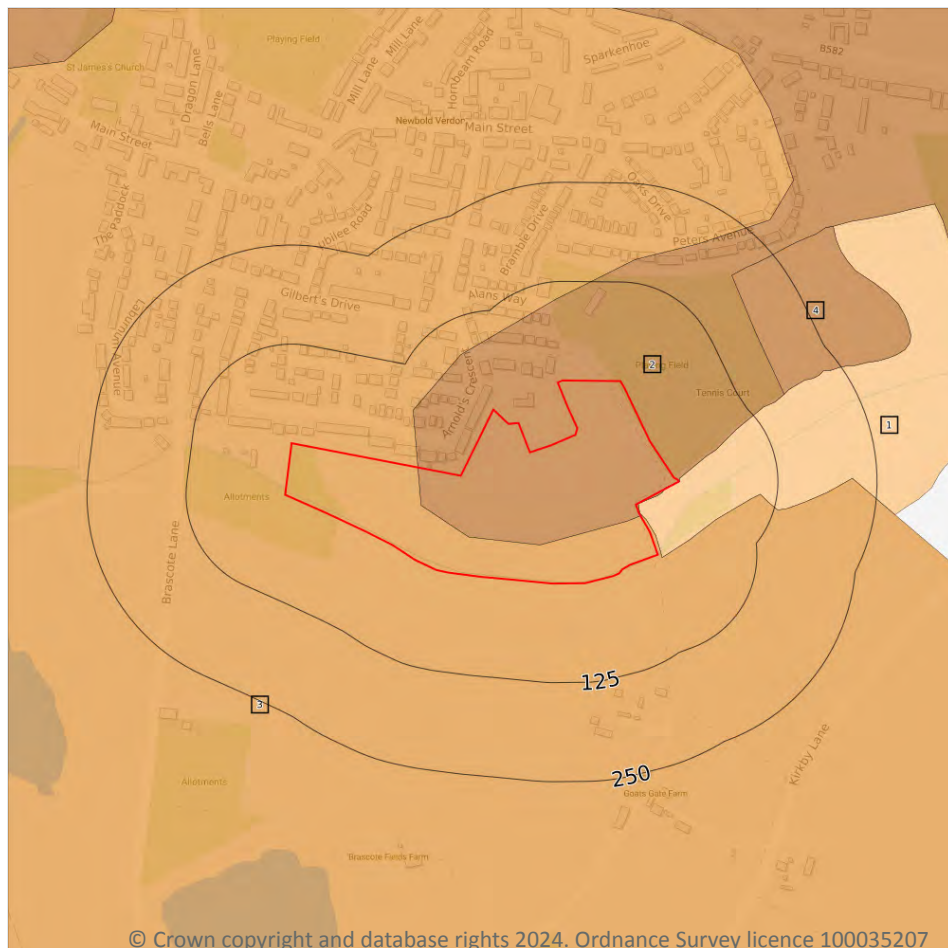 Playing Field
Mill Lane
Mill Lane
Hornbeam Road
Sparkenhoe
B582
St James's Church
Dragon Lane
Bells Lane
Newbold Verdon
Main Street
Main Street
Oaks Drive
The Paddock
Jubilee Road
Bramble Drive
Peters Avenue
Gilbert's Drive
Alans Way
Laburnum Avenue
4
2
Playing Field
Arnold's Crescent
Tennis Court
1
Allotments
Brascote Lane
125
3
250
Kirkby Lane
Allotments
Goats Gate Farm
Brascote Fields Farm
© Crown copyright and database rights 2024. Ordnance Survey licence 100035207